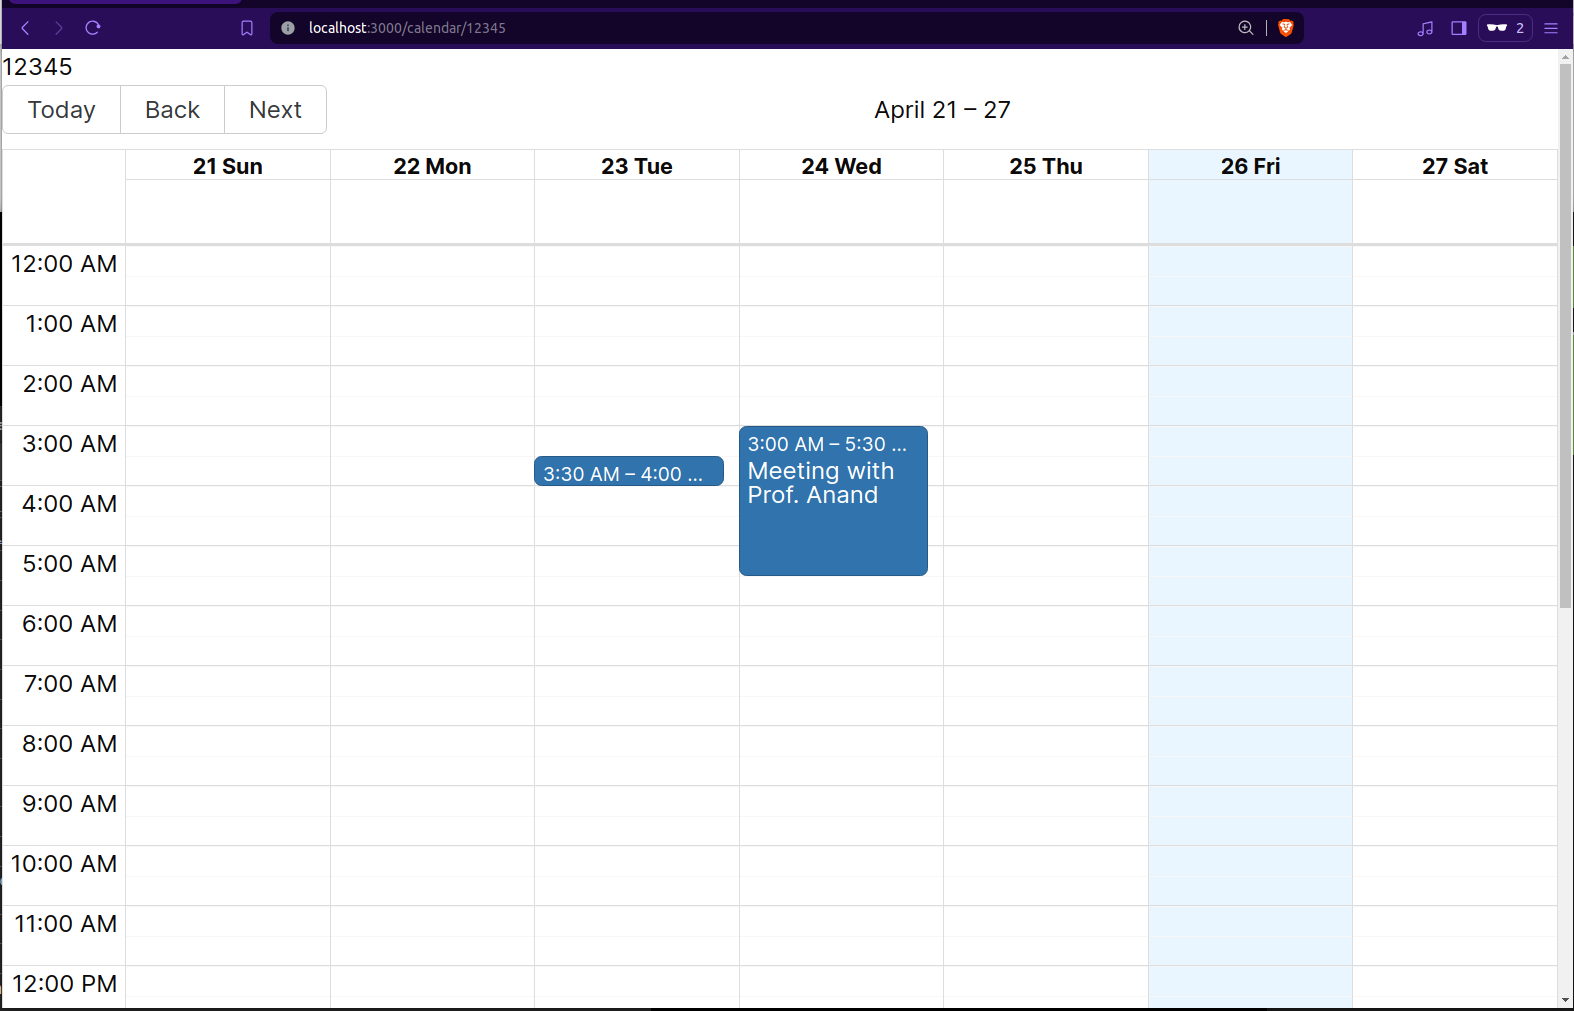 localhost:3000/calendar/12345
2
12345
Today Back Next
April 21 – 27
21 Sun 22 Mon 23 Tue 24 Wed 25 Thu 26 Fri 27 Sat
12:00 AM
1:00 AM
2:00 AM
3:00 AM
3:30 AM – 4:00 ...
3:00 AM – 5:30 ...
Meeting with
Prof. Anand
4:00 AM
5:00 AM
6:00 AM
7:00 AM
8:00 AM
9:00 AM
10:00 AM
11:00 AM
12:00 PM